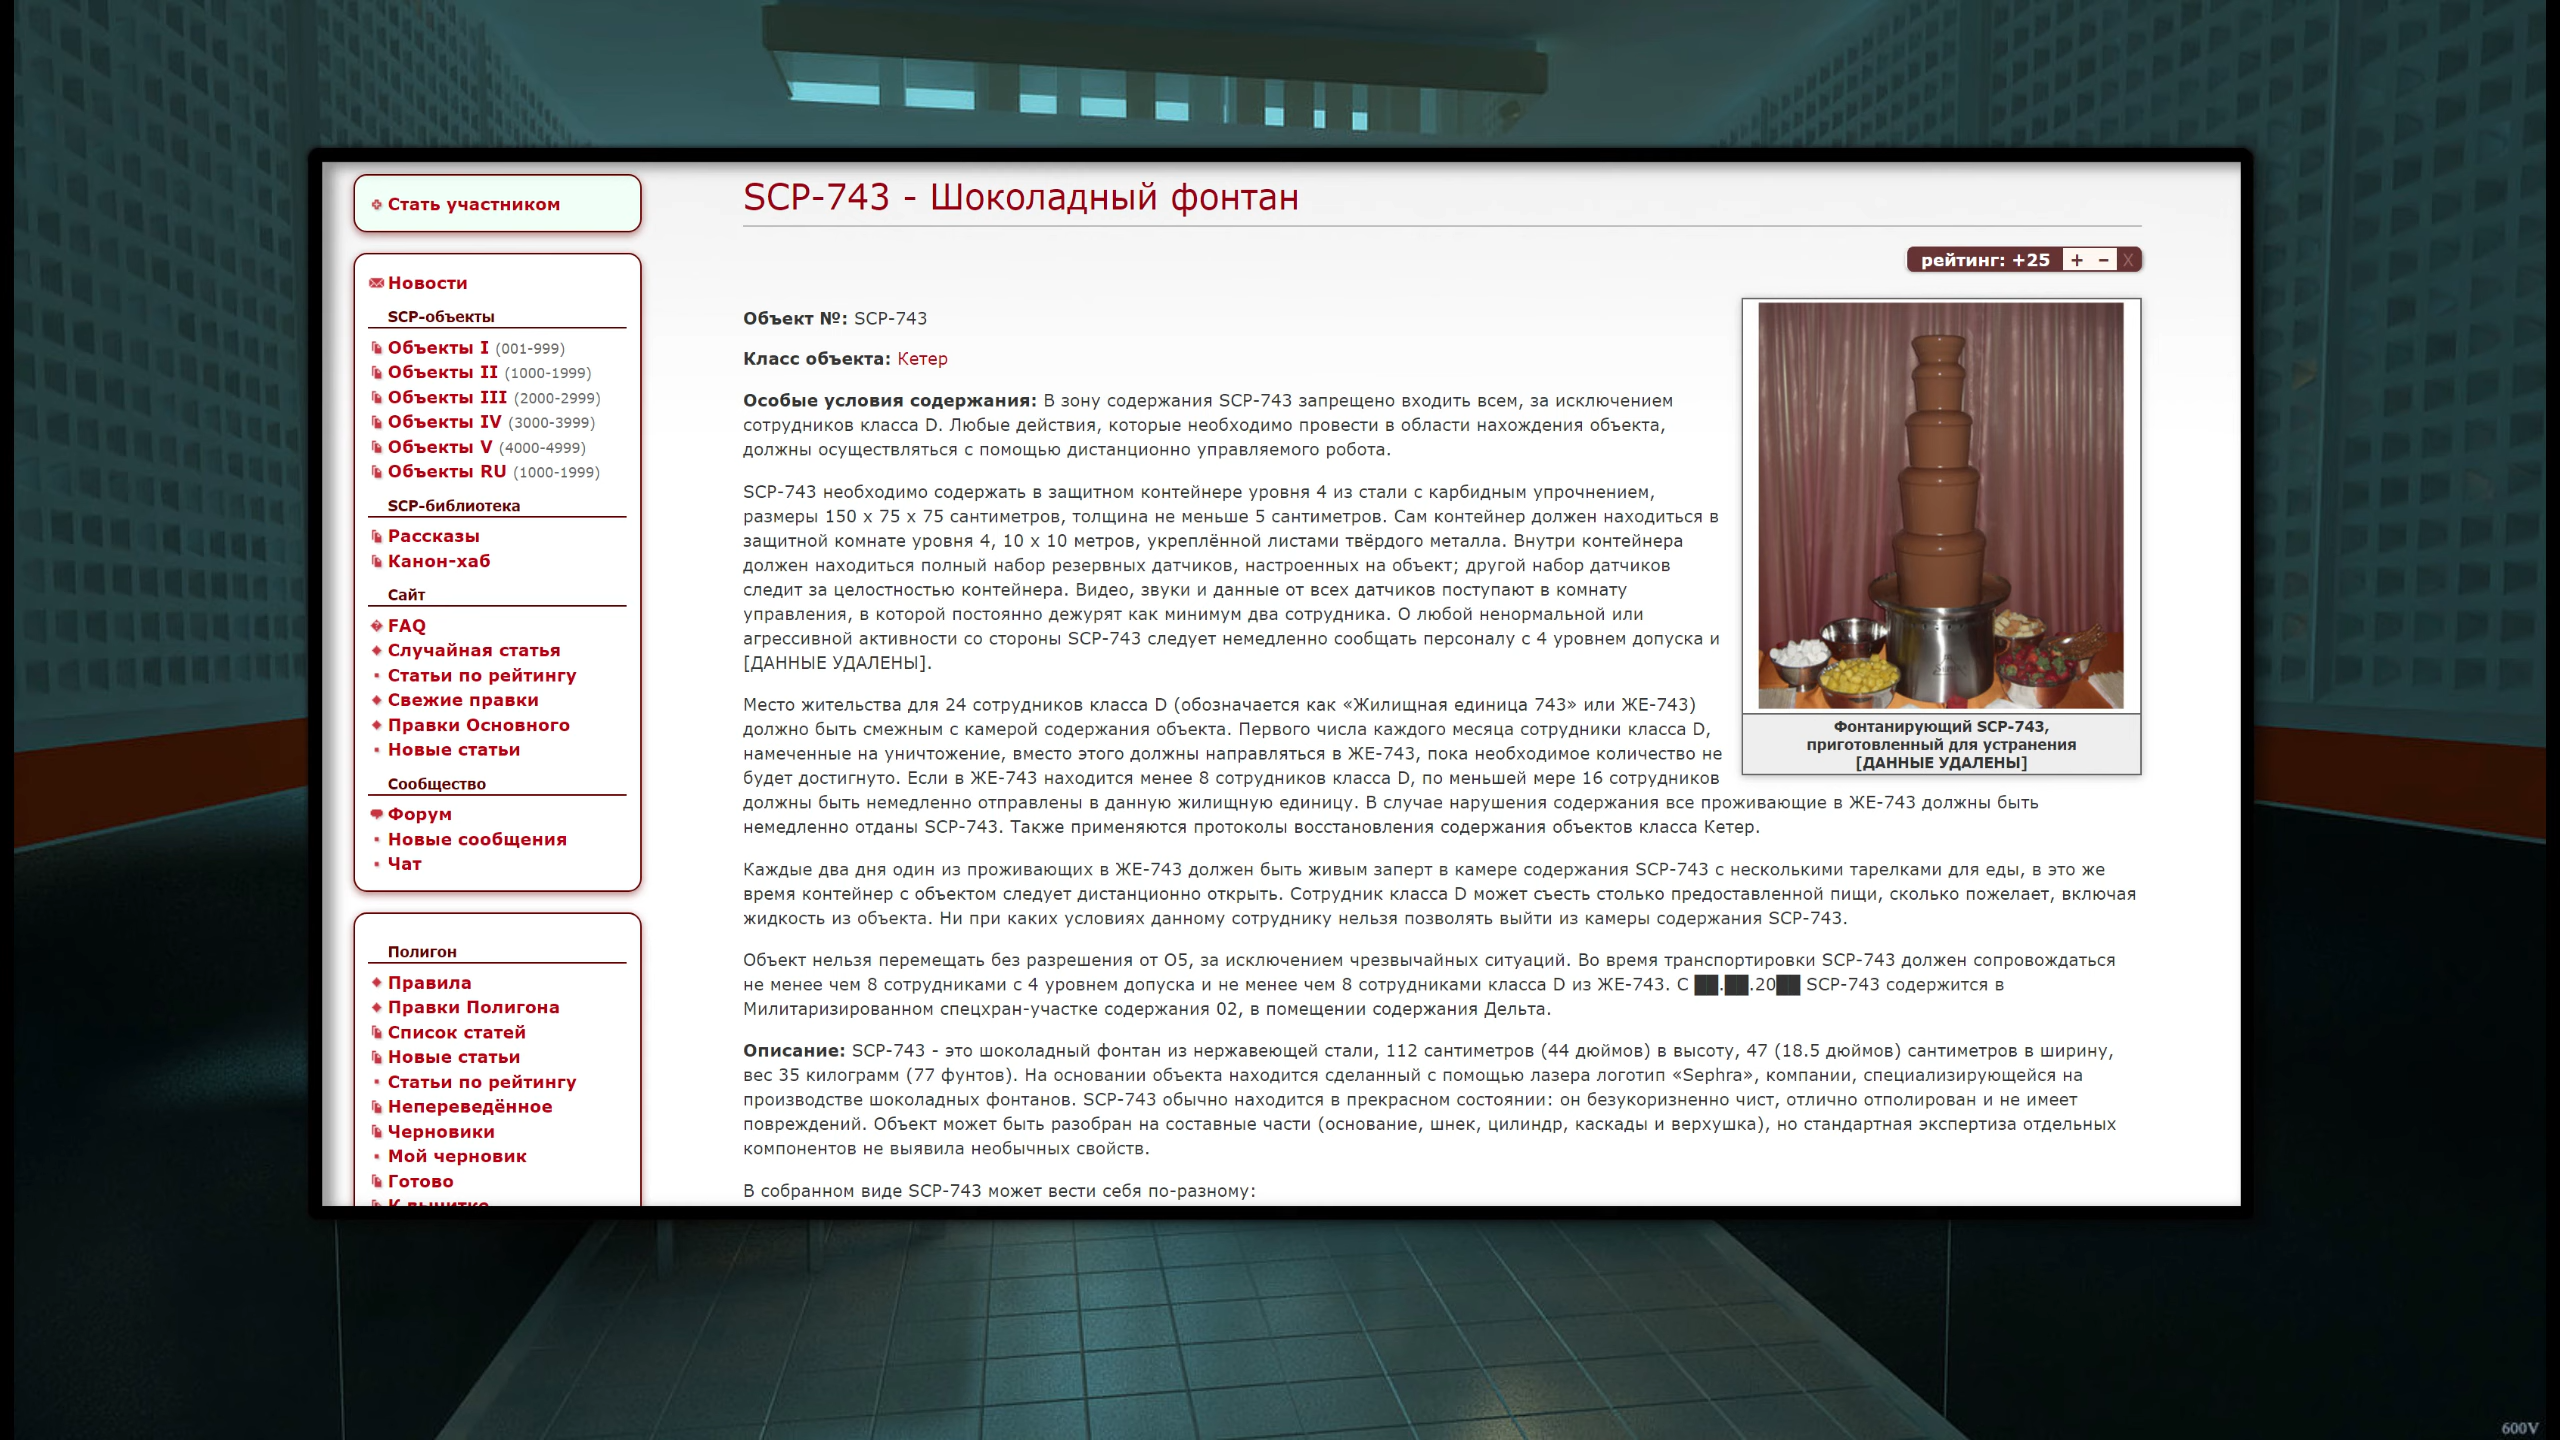 Стать участником
Новости
SCP-объекты
Объекты I (001-999)
Объекты II (1000-1999)
Объекты III (2000-2999)
Объекты IV (3000-3999)
Объекты V (4000-4999)
Объекты RU (1000-1999)
SCP-библиотека
Рассказы
Канон-хаб
Сайт
FAQ
Случайная статья
Статьи по рейтингу
Свежие правки
Правки Основного
Новые статьи
Сообщество
Форум
Новые сообщения
Чат
Полигон
Правила
Правки Полигона
Список статей
Новые статьи
Статьи по рейтингу
Непереведённое
Черновики
Мой черновик
Готово
К вычитке
SCP-743 - Шоколадный фонтан
рейтинг: +25 + − X
Объект №: SCP-743
Класс объекта: Кетер
Особые условия содержания: В зону содержания SCP-743 запрещено входить всем, за исключением
сотрудников класса D. Любые действия, которые необходимо провести в области нахождения объекта,
должны осуществляться с помощью дистанционно управляемого робота.
SCP-743 необходимо содержать в защитном контейнере уровня 4 из стали с карбидным упрочнением,
размеры 150 x 75 x 75 сантиметров, толщина не меньше 5 сантиметров. Сам контейнер должен находиться в
защитной комнате уровня 4, 10 x 10 метров, укреплённой листами твёрдого металла. Внутри контейнера
должен находиться полный набор резервных датчиков, настроенных на объект; другой набор датчиков
следит за целостностью контейнера. Видео, звуки и данные от всех датчиков поступают в комнату
управления, в которой постоянно дежурят как минимум два сотрудника. О любой ненормальной или
агрессивной активности со стороны SCP-743 следует немедленно сообщать персоналу с 4 уровнем допуска и
[ДАННЫЕ УДАЛЕНЫ].
Фонтанирующий SCP-743,
приготовленный для устранения
[ДАННЫЕ УДАЛЕНЫ]
Место жительства для 24 сотрудников класса D (обозначается как «Жилищная единица 743» или ЖЕ-743)
должно быть смежным с камерой содержания объекта. Первого числа каждого месяца сотрудники класса D,
намеченные на уничтожение, вместо этого должны направляться в ЖЕ-743, пока необходимое количество не
будет достигнуто. Если в ЖЕ-743 находится менее 8 сотрудников класса D, по меньшей мере 16 сотрудников
должны быть немедленно отправлены в данную жилищную единицу. В случае нарушения содержания все проживающие в ЖЕ-743 должны быть
немедленно отданы SCP-743. Также применяются протоколы восстановления содержания объектов класса Кетер.
Каждые два дня один из проживающих в ЖЕ-743 должен быть живым заперт в камере содержания SCP-743 с несколькими тарелками для еды, в это же
время контейнер с объектом следует дистанционно открыть. Сотрудник класса D может съесть столько предоставленной пищи, сколько пожелает, включая
жидкость из объекта. Ни при каких условиях данному сотруднику нельзя позволять выйти из камеры содержания SCP-743.
Объект нельзя перемещать без разрешения от О5, за исключением чрезвычайных ситуаций. Во время транспортировки SCP-743 должен сопровождаться
не менее чем 8 сотрудниками с 4 уровнем допуска и не менее чем 8 сотрудниками класса D из ЖЕ-743. С ██.██.20██ SCP-743 содержится в
Милитаризированном спецхран-участке содержания 02, в помещении содержания Дельта.
Описание: SCP-743 - это шоколадный фонтан из нержавеющей стали, 112 сантиметров (44 дюймов) в высоту, 47 (18.5 дюймов) сантиметров в ширину,
вес 35 килограмм (77 фунтов). На основании объекта находится сделанный с помощью лазера логотип «Sephra», компании, специализирующейся на
производстве шоколадных фонтанов. SCP-743 обычно находится в прекрасном состоянии: он безукоризненно чист, отлично отполирован и не имеет
повреждений. Объект может быть разобран на составные части (основание, шнек, цилиндр, каскады и верхушка), но стандартная экспертиза отдельных
компонентов не выявила необычных свойств.
В собранном виде SCP-743 может вести себя по-разному:
600V